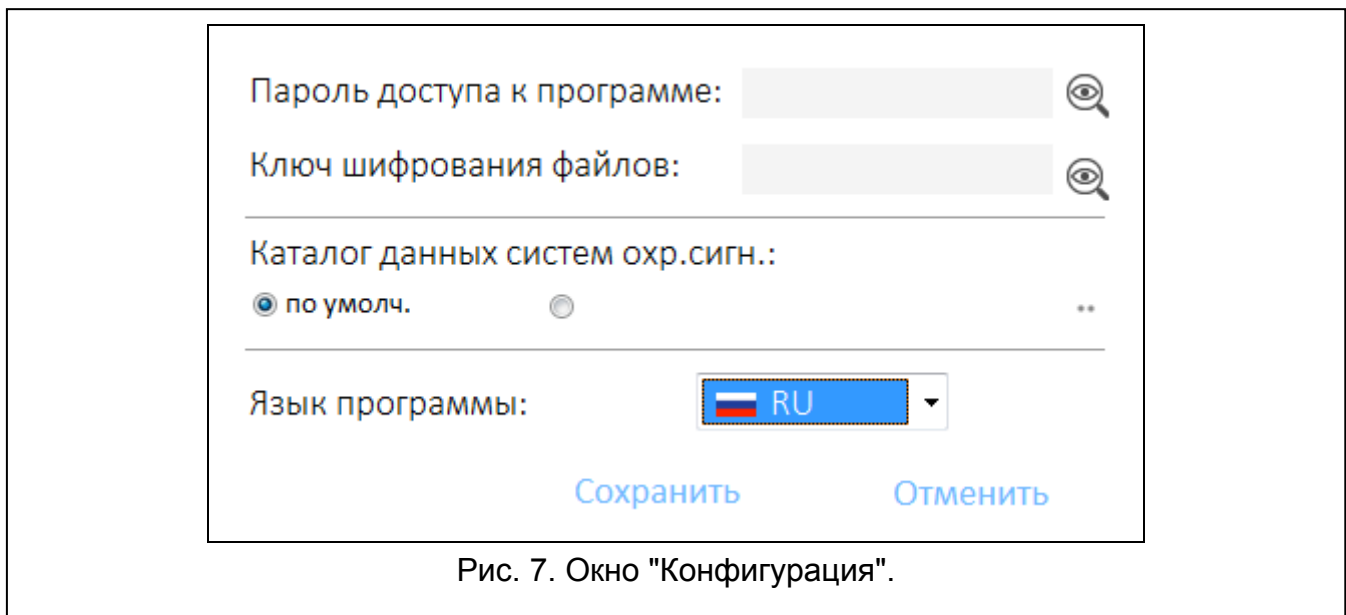 Пароль доступа к программе:
Ключ шифрования файлов:
Каталог данных систем охр.сигн.:
по умолч.
..
Язык программы:
RU
Сохранить Отменить
Рис. 7. Окно "Конфигурация".